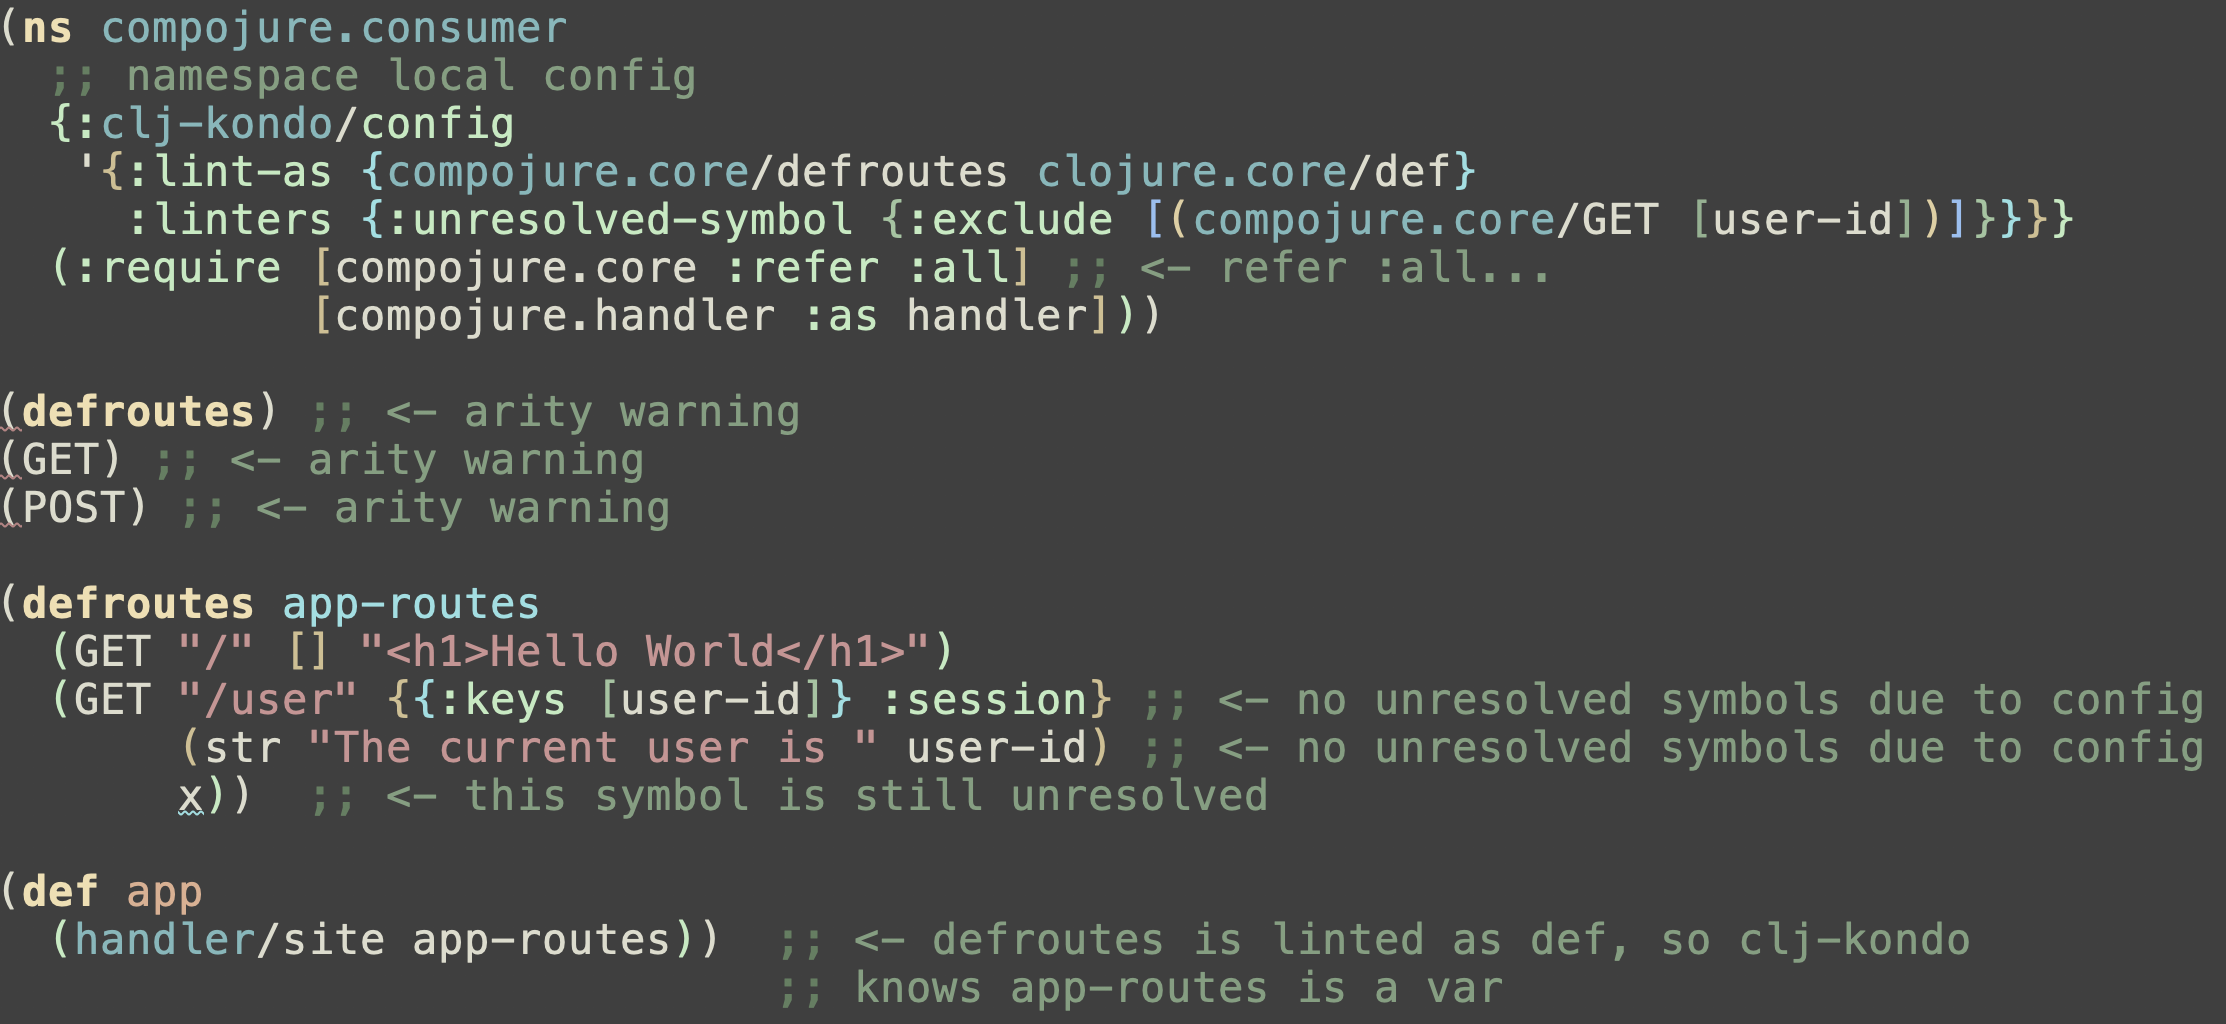 (ns compojure.consumer
  ;; namespace local config
  {:clj-kondo/config
   '{:lint-as {compojure.core/defroutes clojure.core/def}
     :linters {:unresolved-symbol {:exclude [(compojure.core/GET [user-id])]}}}}
  (:require [compojure.core :refer :all] ;; <- refer :all...
            [compojure.handler :as handler]))

(defroutes) ;; <- arity warning
(GET) ;; <- arity warning
(POST) ;; <- arity warning

(defroutes app-routes
  (GET "/" [] "<h1>Hello World</h1>")
  (GET "/user" {{:keys [user-id]} :session} ;; <- no unresolved symbols due to config
       (str "The current user is " user-id) ;; <- no unresolved symbols due to config
       x))  ;; <- this symbol is still unresolved

(def app
  (handler/site app-routes))  ;; <- defroutes is linted as def, so clj-kondo
                              ;; knows app-routes is a var